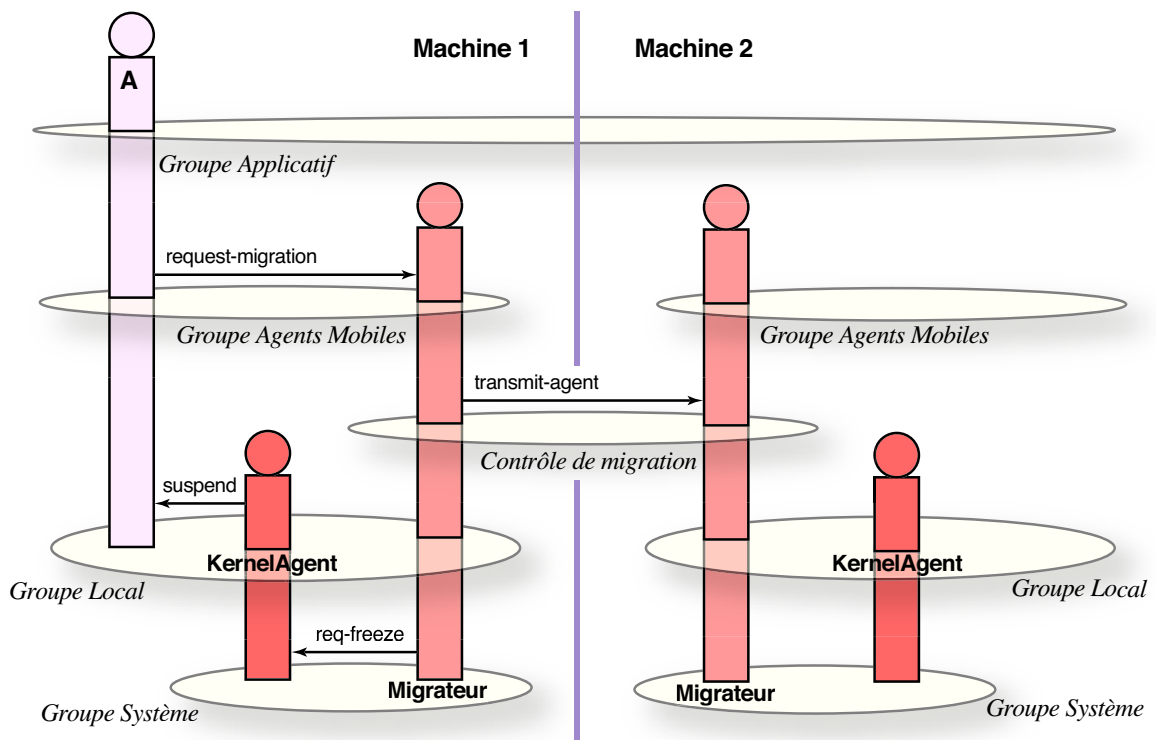 Machine 1
Machine 2
A
Groupe Applicatif
request-migration
Groupe Agents Mobiles
Groupe Agents Mobiles
transmit-agent
Contrôle de migration
suspend
KernelAgent
KernelAgent
Groupe Local
Groupe Local
req-freeze
Migrateur
Migrateur
Groupe Système
Groupe Système